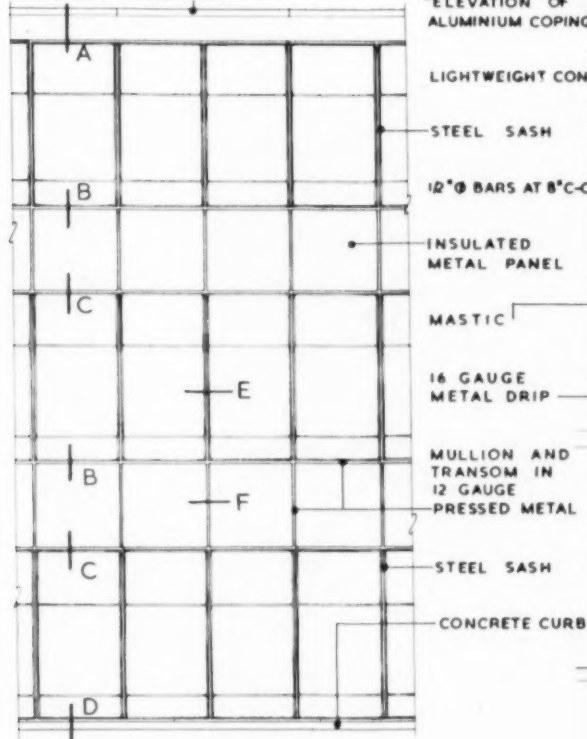 ELEVATION OF
ALUMINIUM COPING
A
LIGHTWEIGHT CON
STEEL SASH
B
1/2"Φ BARS AT 8"C-C
INSULATED
METAL PANEL
C
MASTIC
16 GAUGE
METAL DRIP
E
B
MULLION AND
TRANSOM IN
12 GAUGE
PRESSED METAL
F
C
STEEL SASH
CONCRETE CURB
D